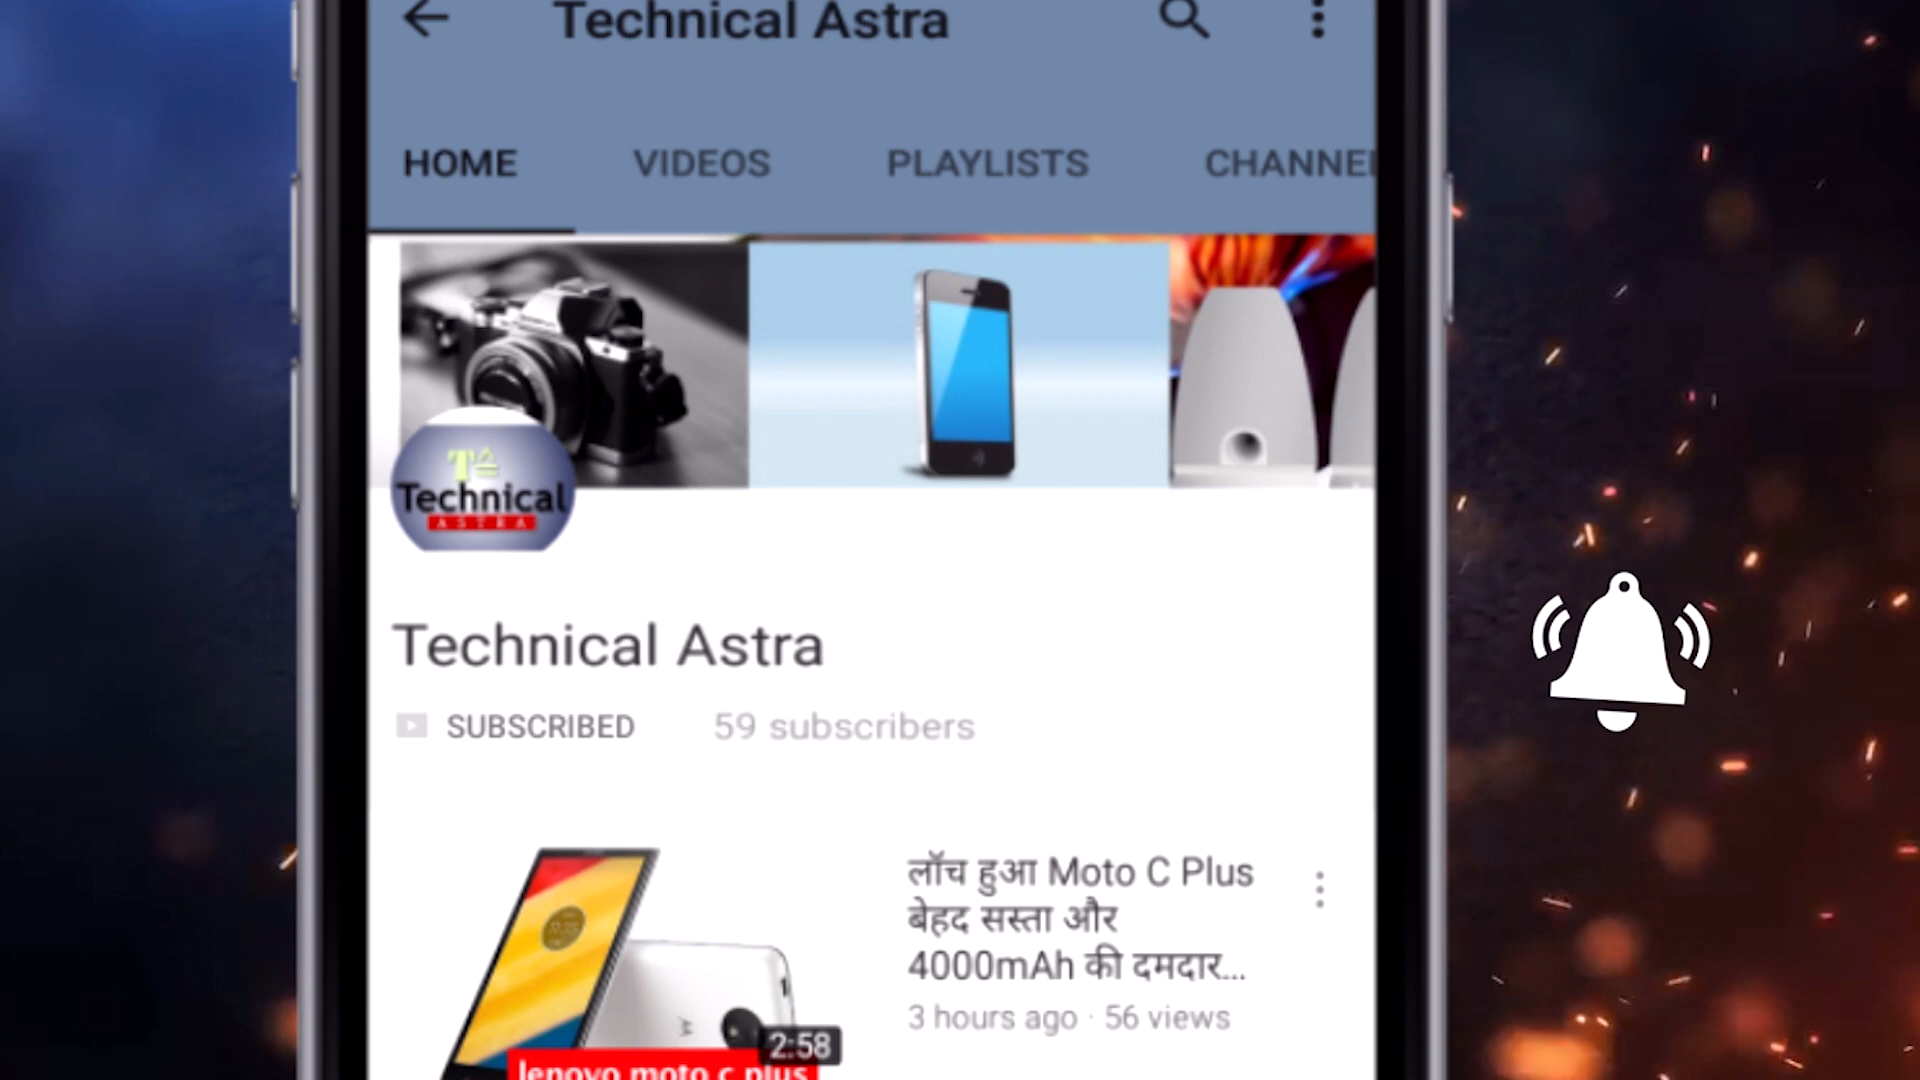 Technical Astra
HOME VIDEOS PLAYLISTS CHANNEL
T
Technical
ASTRA
Technical Astra
SUBSCRIBED 59 subscribers
लॉच हुआ Moto C Plus
बेहद सस्ता और
4000mAh की दमदार...
3 hours ago · 56 views
2:58
lenovo moto c plus